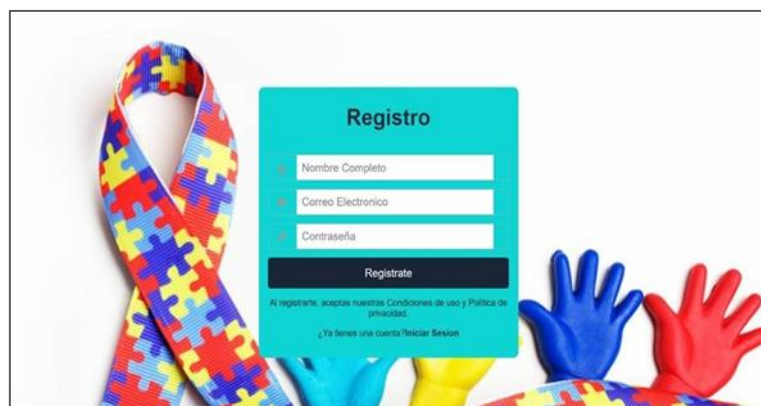 Registro
Nombre Completo
Correo Electronico
Contraseña
Registrate
Al registrarte, aceptas nuestras Condiciones de uso y Política de
privacidad.
¿Ya tienes una cuenta?Iniciar Sesion